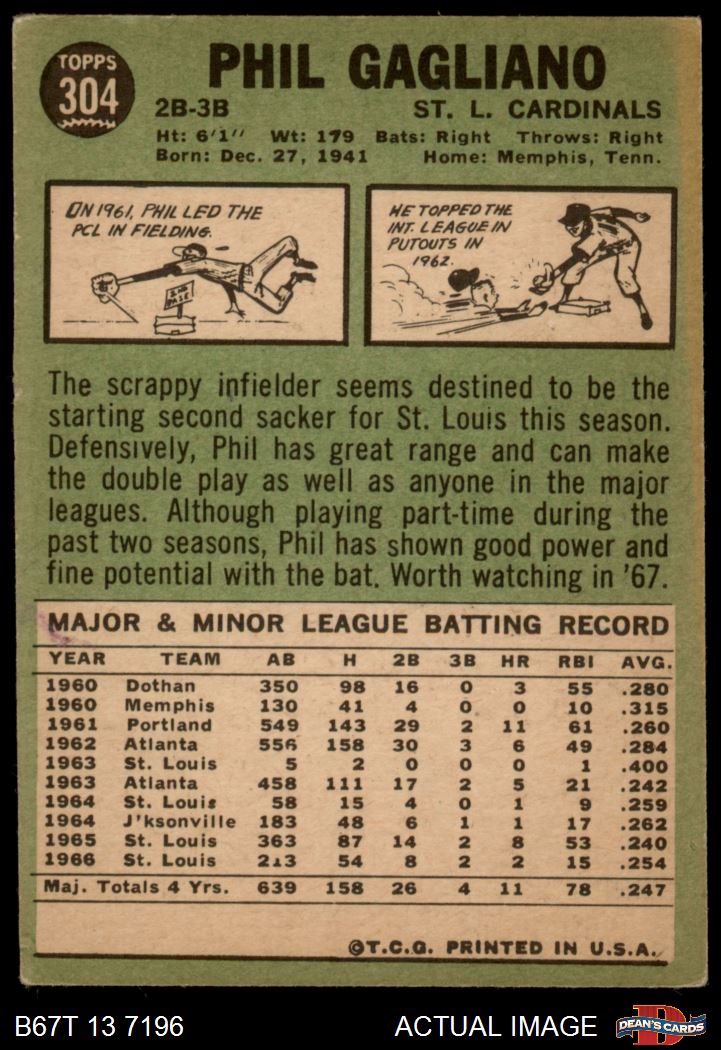 TOPPS
304
PHIL GAGLIANO
2B-3B ST. L. CARDINALS
Ht: 6'1" Wt: 179 Bats: Right Throws: Right
Born: Dec. 27, 1941 Home: Memphis, Tenn.
ON 1961, PHIL LED THE
PCL IN FIELDING.
2ND
BASE
HE TOPPED THE
INT. LEAGUE IN
PUTOUTS IN
1962.
The scrappy infielder seems destined to be the
starting second sacker for St. Louis this season.
Defensively, Phil has great range and can make
the double play as well as anyone in the major
leagues. Although playing part-time during the
past two seasons, Phil has shown good power and
fine potential with the bat. Worth watching in '67.
MAJOR & MINOR LEAGUE BATTING RECORD
YEAR TEAM AB H 2B 3B HR RBI AVG.
1960 Dothan 350 98 16 0 3 55 .280
1960 Memphis 130 41 4 0 0 10 .315
1961 Portland 549 143 29 2 11 61 .260
1962 Atlanta 556 158 30 3 6 49 .284
1963 St. Louis 5 2 0 0 0 1 .400
1963 Atlanta 458 111 17 2 5 21 .242
1964 St. Louis 58 15 4 0 1 9 .259
1964 J'ksonville 183 48 6 1 1 17 .262
1965 St. Louis 363 87 14 2 8 53 .240
1966 St. Louis 213 54 8 2 2 15 .254
Maj. Totals 4 Yrs. 639 158 26 4 11 78 .247
©T.C.G. PRINTED IN U.S.A.
B67T 13 7196 ACTUAL IMAGE D DEAN'S CARDS